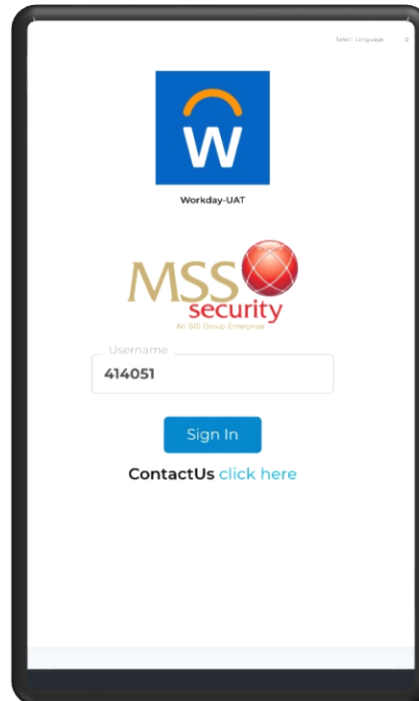 Select Language
W
Workday-UAT
MSS
security
An SIS Group Enterprise
Username
414051
Sign In
ContactUs click here